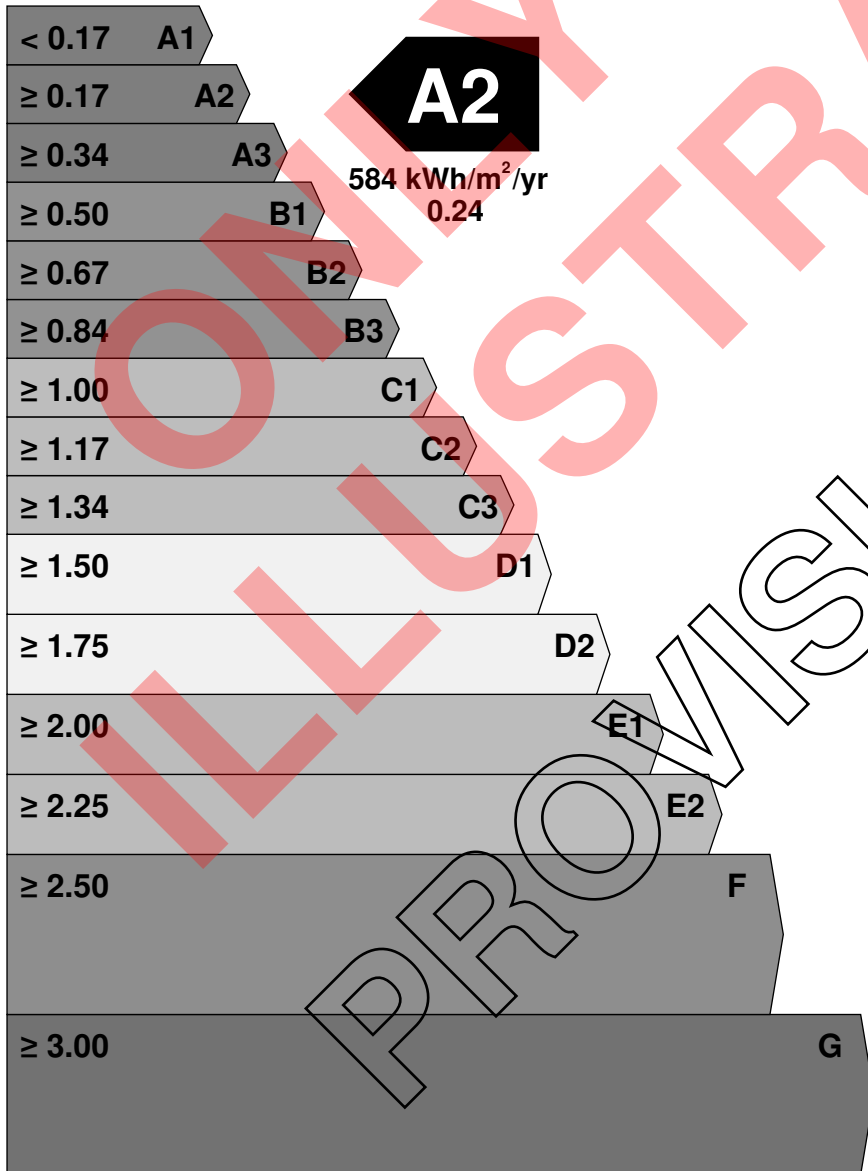 < 0.17 A1
≥ 0.17 A2
≥ 0.34 A3
≥ 0.50 B1
≥ 0.67 B2
≥ 0.84 B3
≥ 1.00 C1
≥ 1.17 C2
≥ 1.34 C3
≥ 1.50 D1
≥ 1.75 D2
≥ 2.00 E1
≥ 2.25 E2
≥ 2.50 F
≥ 3.00 G
A2
584 kWh/m²/yr
0.24
ONLY
ILLUSTRA
PROVISI